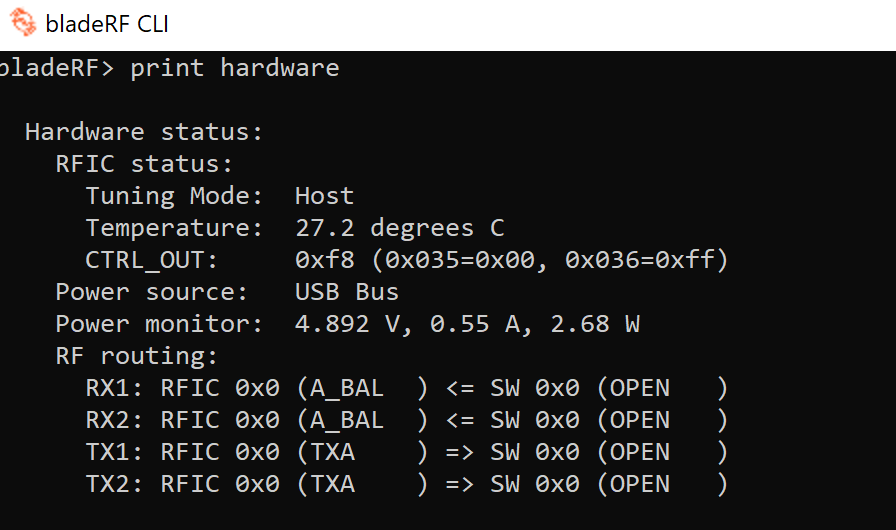 bladeRF CLI
bladeRF> print hardware
Hardware status:
RFIC status:
Tuning Mode: Host
Temperature: 27.2 degrees C
CTRL_OUT: 0xf8 (0x035=0x00, 0x036=0xff)
Power source: USB Bus
Power monitor: 4.892 V, 0.55 A, 2.68 W
RF routing:
RX1: RFIC 0x0 (A_BAL ) <= SW 0x0 (OPEN )
RX2: RFIC 0x0 (A_BAL ) <= SW 0x0 (OPEN )
TX1: RFIC 0x0 (TXA ) => SW 0x0 (OPEN )
TX2: RFIC 0x0 (TXA ) => SW 0x0 (OPEN )